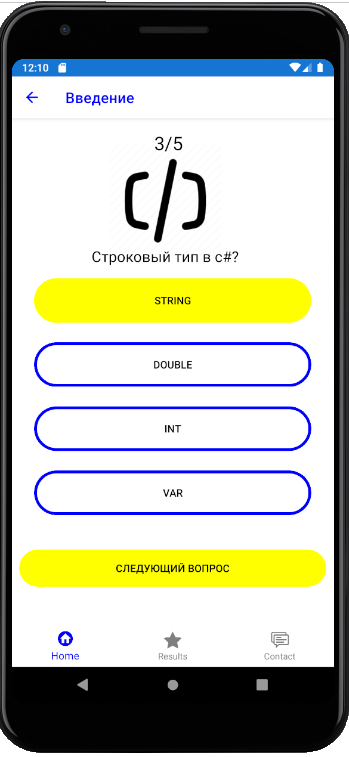 12:10
Введение
3/5
Строковый тип в c#?
STRING
DOUBLE
INT
VAR
СЛЕДУЮЩИЙ ВОПРОС
Home
Results
Contact